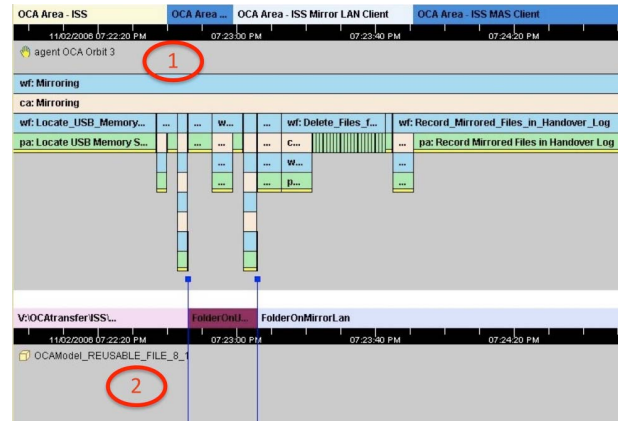 OCA Area - ISS OCA Area ... OCA Area - ISS Mirror LAN Client OCA Area - ISS MAS Client
11/02/2006 07:22:20 PM 07:23:00 PM 07:23:40 PM 07:24:20 PM
agent OCA Orbit 3
1
wf: Mirroring
ca: Mirroring
wf: Locate_USB_Memory... ... ... w... ... wf: Delete_Files_f... wf: Record_Mirrored_Files_in_Handover_Log
pa: Locate USB Memory S... ... ... ... c... ... pa: Record Mirrored Files in Handover Log
... ... w... ...
... ... p... ...
V:\OCAtransfer\ISS\... FolderOnU... FolderOnMirrorLan
11/02/2006 07:22:20 PM 07:23:00 PM 07:23:40 PM 07:24:20 PM
OCAModel_REUSABLE_FILE_8_1
2